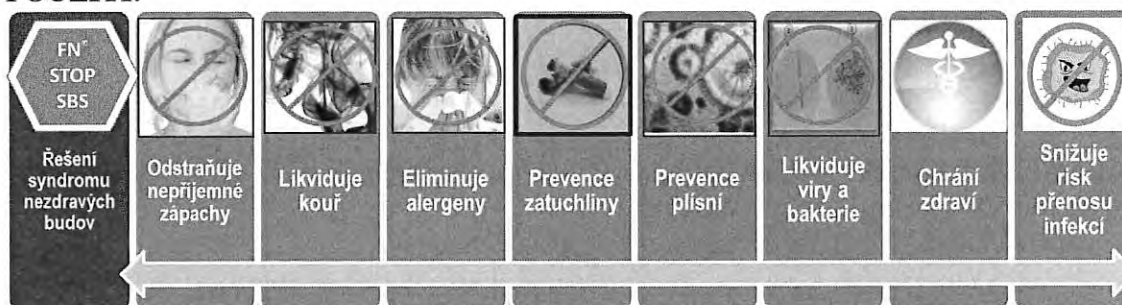 FN
STOP
SBS
Řešení
syndromu
nezdravých
budov
Odstraňuje
nepříjemné
zápachy
Likviduje
kouř
Eliminuje
alergeny
Prevence
zatuchliny
Prevence
plísní
Likviduje
viry a
bakterie
Chrání
zdraví
Snižuje
risk
přenosu
infekcí